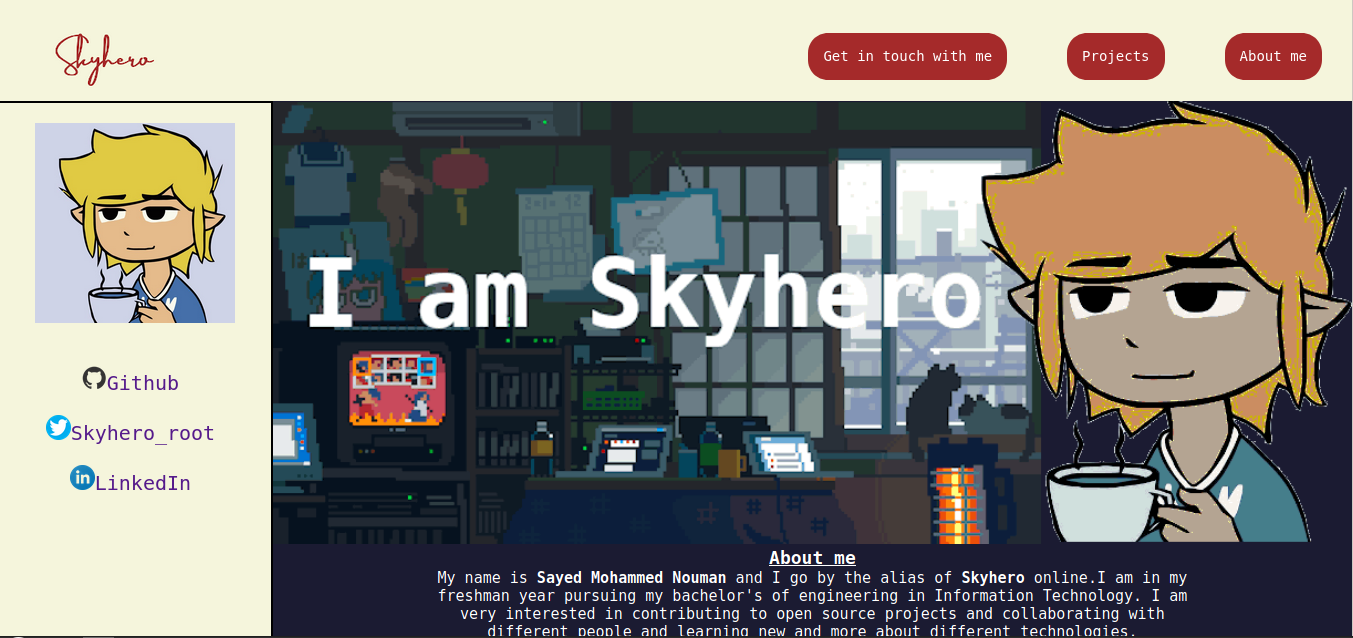 Skyhero
Get in touch with me
Projects
About me
Github
Skyhero_root
LinkedIn
I am Skyhero
About me
My name is Sayed Mohammed Nouman and I go by the alias of Skyhero online.I am in my
freshman year pursuing my bachelor's of engineering in Information Technology. I am
very interested in contributing to open source projects and collaborating with
different people and learning new and more about different technologies.